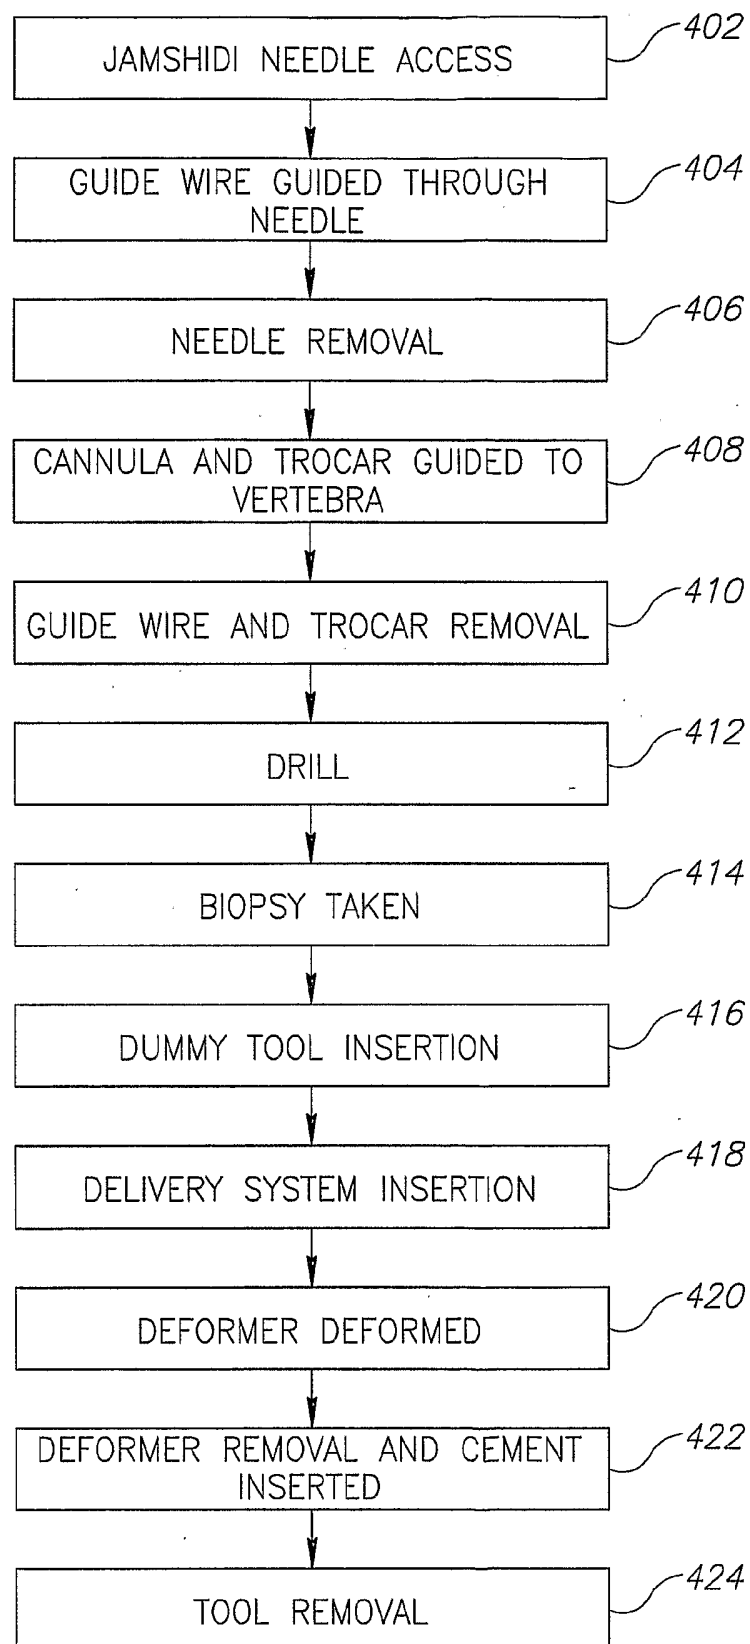 JAMSHIDI NEEDLE ACCESS
402
GUIDE WIRE GUIDED THROUGH
NEEDLE
404
NEEDLE REMOVAL
406
CANNULA AND TROCAR GUIDED TO
VERTEBRA
408
GUIDE WIRE AND TROCAR REMOVAL
410
DRILL
412
BIOPSY TAKEN
414
DUMMY TOOL INSERTION
416
DELIVERY SYSTEM INSERTION
418
DEFORMER DEFORMED
420
DEFORMER REMOVAL AND CEMENT
INSERTED
422
TOOL REMOVAL
424